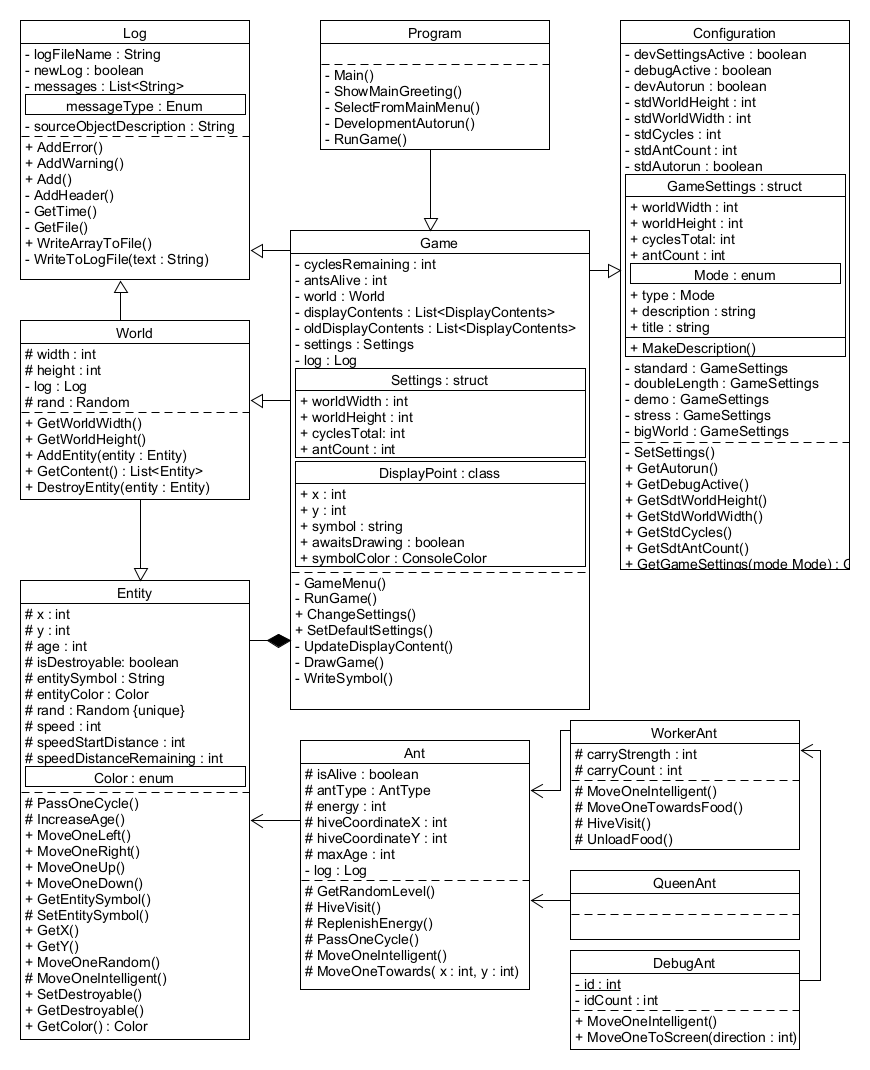 Log
- logFileName : String
- newLog : boolean
- messages : List<String>
messageType : Enum
- sourceObjectDescription : String
+ AddError()
+ AddWarning()
+ Add()
- AddHeader()
- GetTime()
- GetFile()
+ WriteArrayToFile()
- WriteToLogFile(text : String)
Program
- Main()
- ShowMainGreeting()
- SelectFromMainMenu()
- DevelopmentAutorun()
- RunGame()
Configuration
- devSettingsActive : boolean
- debugActive : boolean
- devAutorun : boolean
- stdWorldHeight : int
- stdWorldWidth : int
- stdCycles : int
- stdAntCount : int
- stdAutorun : boolean
GameSettings : struct
+ worldWidth : int
+ worldHeight : int
+ cyclesTotal: int
+ antCount : int
Mode : enum
+ type : Mode
+ description : string
+ title : string
+ MakeDescription()
- standard : GameSettings
- doubleLength : GameSettings
- demo : GameSettings
- stress : GameSettings
- bigWorld : GameSettings
- SetSettings()
+ GetAutorun()
+ GetDebugActive()
+ GetSdtWorldHeight()
+ GetStdWorldWidth()
+ GetStdCycles()
+ GetSdtAntCount()
+ GetGameSettings(mode Mode) :
Game
- cyclesRemaining : int
- antsAlive : int
- world : World
- displayContents : List<DisplayContents>
- oldDisplayContents : List<DisplayContents>
- settings : Settings
- log : Log
Settings : struct
+ worldWidth : int
+ worldHeight : int
+ cyclesTotal: int
+ antCount : int
DisplayPoint : class
+ x : int
+ y : int
+ symbol : string
+ awaitsDrawing : boolean
+ symbolColor : ConsoleColor
- GameMenu()
- RunGame()
+ ChangeSettings()
+ SetDefaultSettings()
- UpdateDisplayContent()
- DrawGame()
- WriteSymbol()
World
# width : int
# height : int
- log : Log
# rand : Random
+ GetWorldWidth()
+ GetWorldHeight()
+ AddEntity(entity : Entity)
+ GetContent() : List<Entity>
+ DestroyEntity(entity : Entity)
Entity
# x : int
# y : int
# age : int
# isDestroyable: boolean
# entitySymbol : String
# entityColor : Color
# rand : Random {unique}
# speed : int
# speedStartDistance : int
# speedDistanceRemaining : int
Color : enum
# PassOneCycle()
# IncreaseAge()
+ MoveOneLeft()
+ MoveOneRight()
+ MoveOneUp()
+ MoveOneDown()
+ GetEntitySymbol()
# SetEntitySymbol()
+ GetX()
+ GetY()
+ MoveOneRandom()
# MoveOneIntelligent()
+ SetDestroyable()
+ GetDestroyable()
+ GetColor() : Color
Ant
# isAlive : boolean
# antType : AntType
# energy : int
# hiveCoordinateX : int
# hiveCoordinateY : int
# maxAge : int
- log : Log
# GetRandomLevel()
# HiveVisit()
# ReplenishEnergy()
# PassOneCycle()
# MoveOneIntelligent()
# MoveOneTowards( x : int, y : int)
WorkerAnt
# carryStrength : int
# carryCount : int
# MoveOneIntelligent()
# MoveOneTowardsFood()
# HiveVisit()
# UnloadFood()
QueenAnt
DebugAnt
- id : int
- idCount : int
+ MoveOneIntelligent()
+ MoveOneToScreen(direction : int)